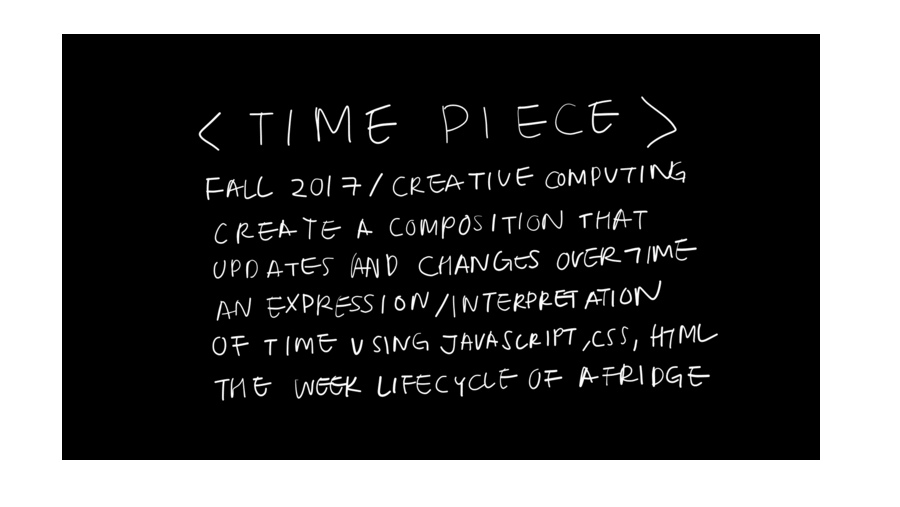 < TIME PIECE >
FALL 2017/CREATIVE COMPUTING
CREATE A COMPOSITION THAT
UPDATES AND CHANGES OVERTIME
AN EXPRESSION/INTERPRETATION
OF TIME USING JAVASCRIPT,CSS, HTML
THE WEEK LIFECYCLE OF A FRIDGE